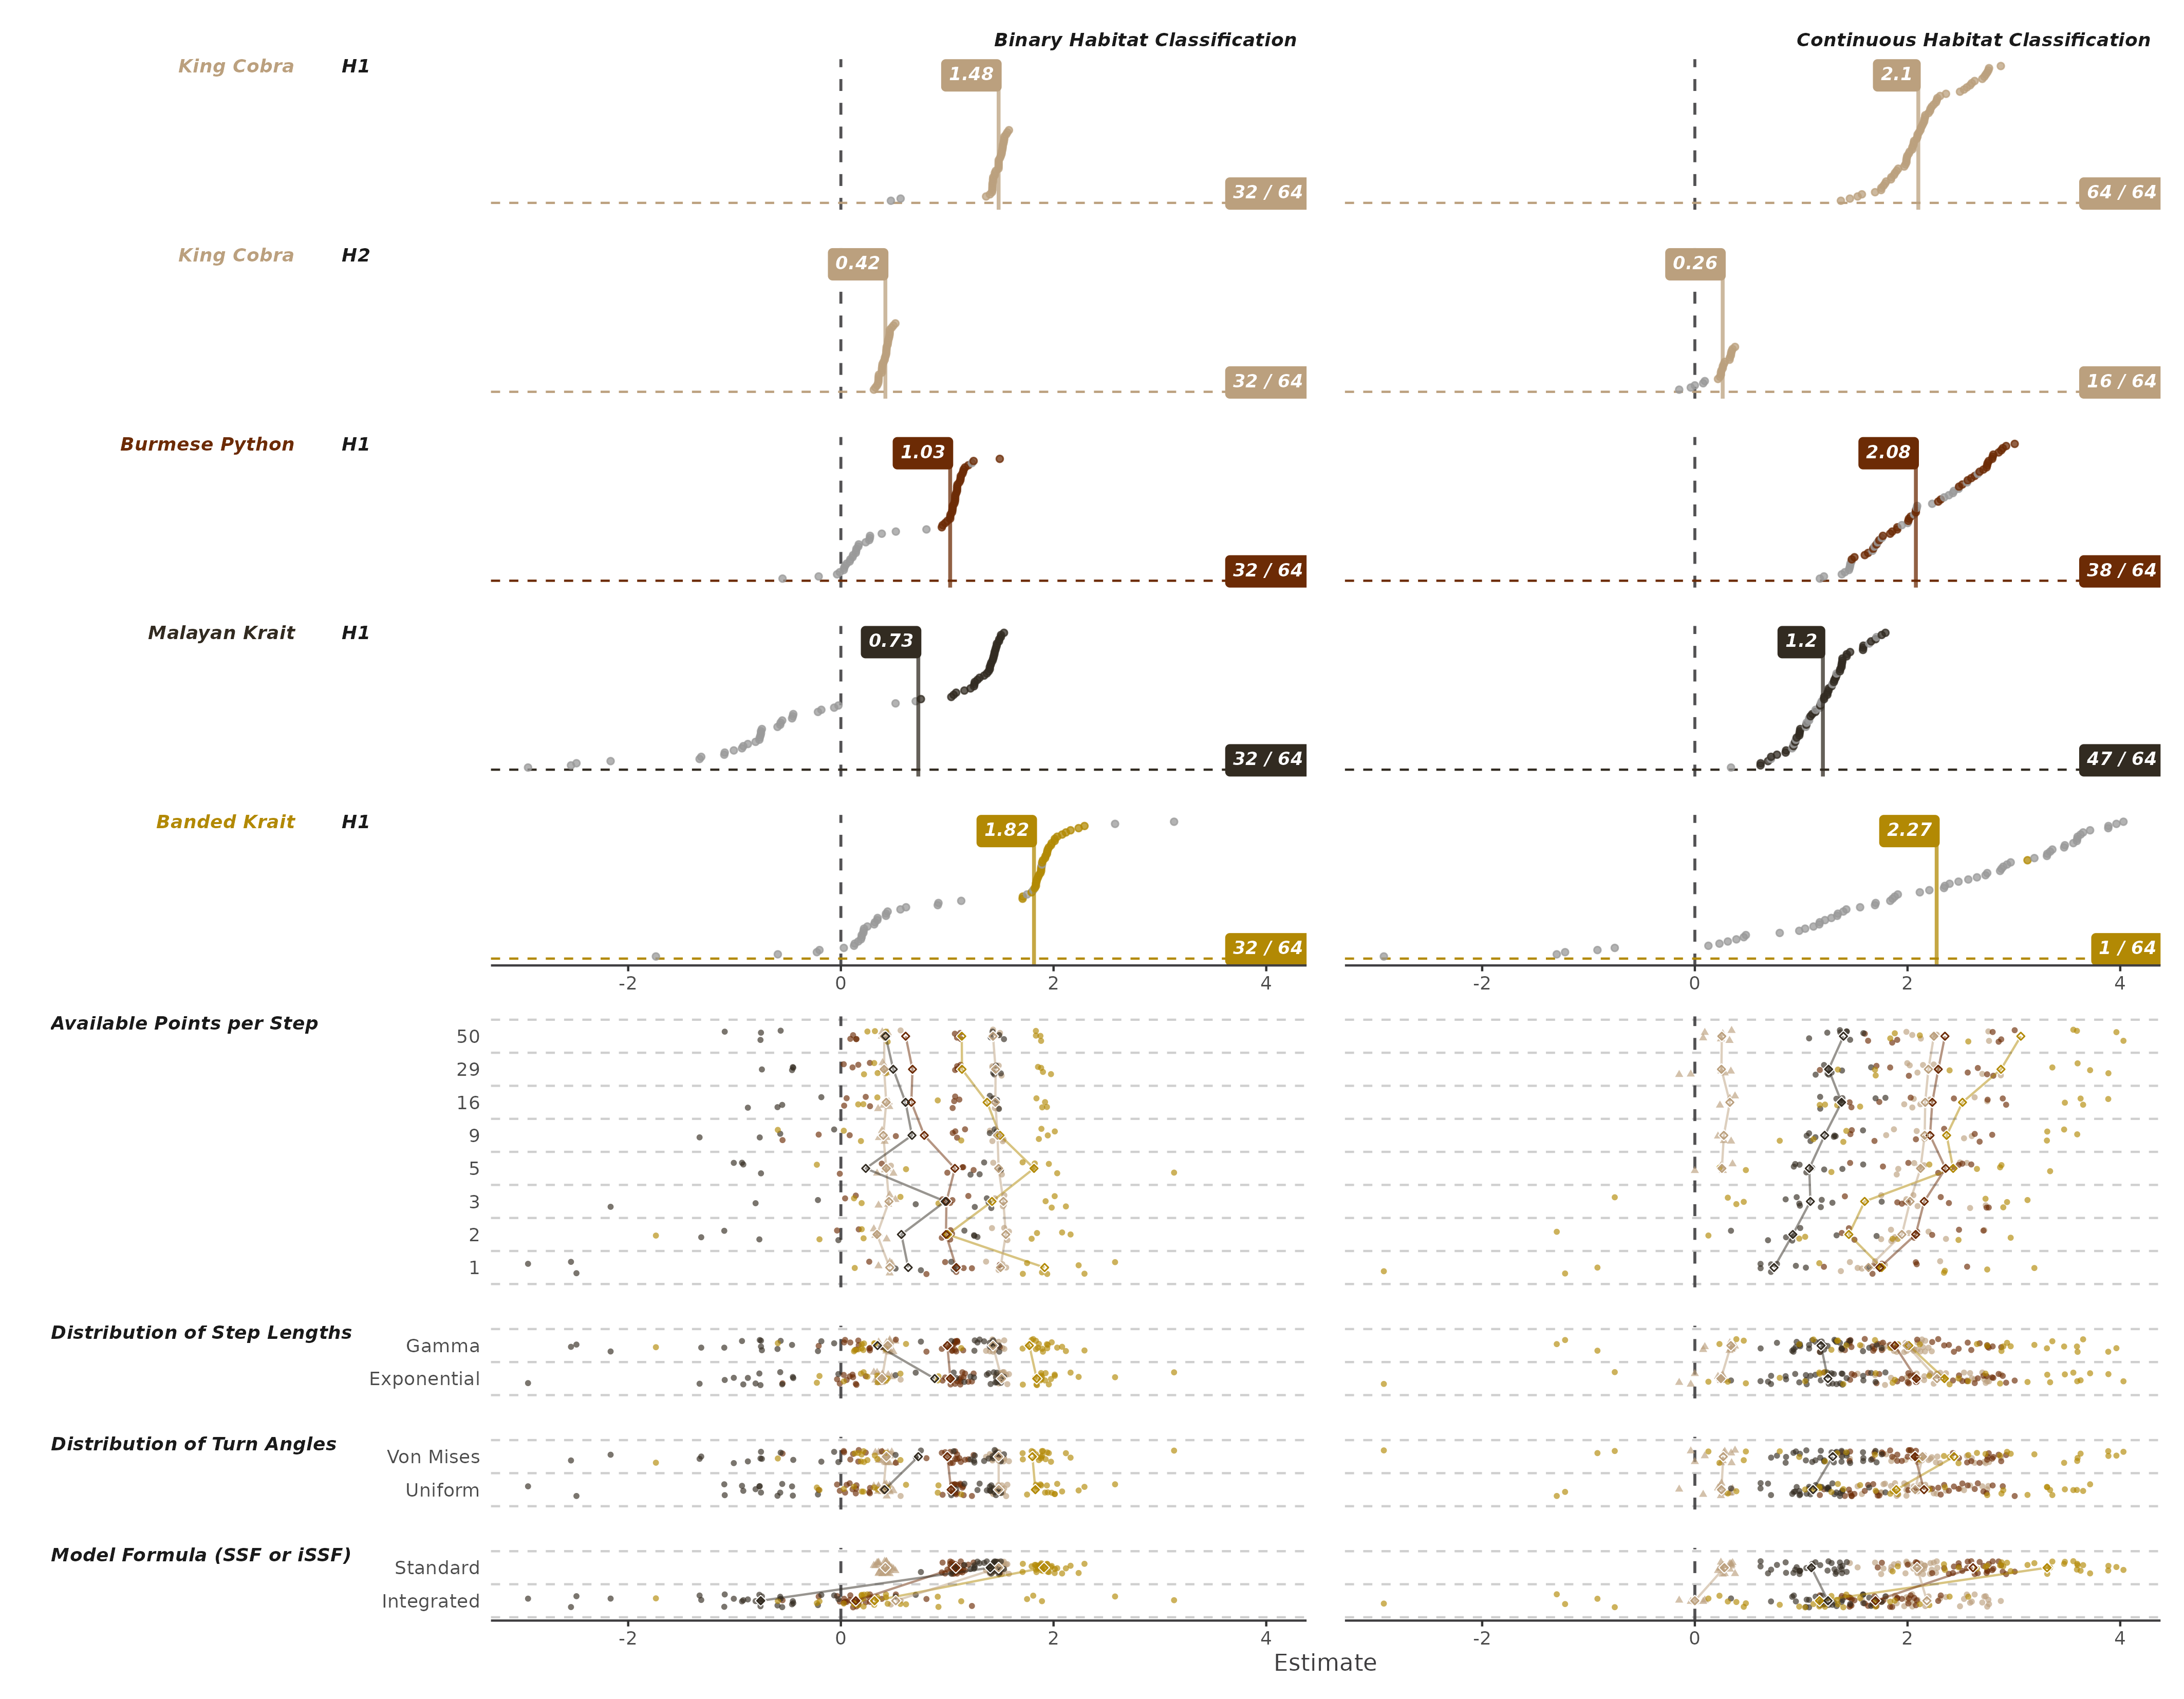 Binary Habitat Classification
Continuous Habitat Classification
King Cobra H1
1.48
32 / 64
2.1
64 / 64
King Cobra H2
0.42
32 / 64
0.26
16 / 64
Burmese Python H1
1.03
32 / 64
2.08
38 / 64
Malayan Krait H1
0.73
32 / 64
1.2
47 / 64
Banded Krait H1
1.82
32 / 64
2.27
1 / 64
-2 0 2 4
-2 0 2 4
Available Points per Step
50
29
16
9
5
3
2
1
Distribution of Step Lengths
Gamma
Exponential
Distribution of Turn Angles
Von Mises
Uniform
Model Formula (SSF or iSSF)
Standard
Integrated
-2 0 2 4
-2 0 2 4
Estimate